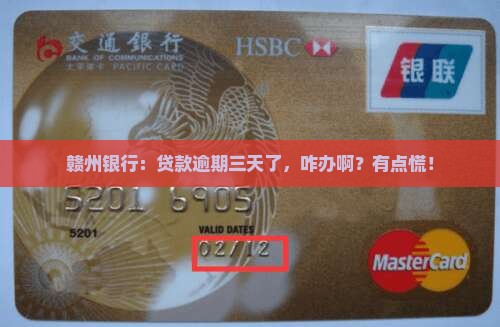 交通銀行
BANK OF COMMUNICATIONS
太平洋卡 PACIFIC CARD
HSBC
银联
赣州银行：贷款逾期三天了，咋办啊？有点慌！
5201 6905
5201
VALID DATES
02/12
MasterCard